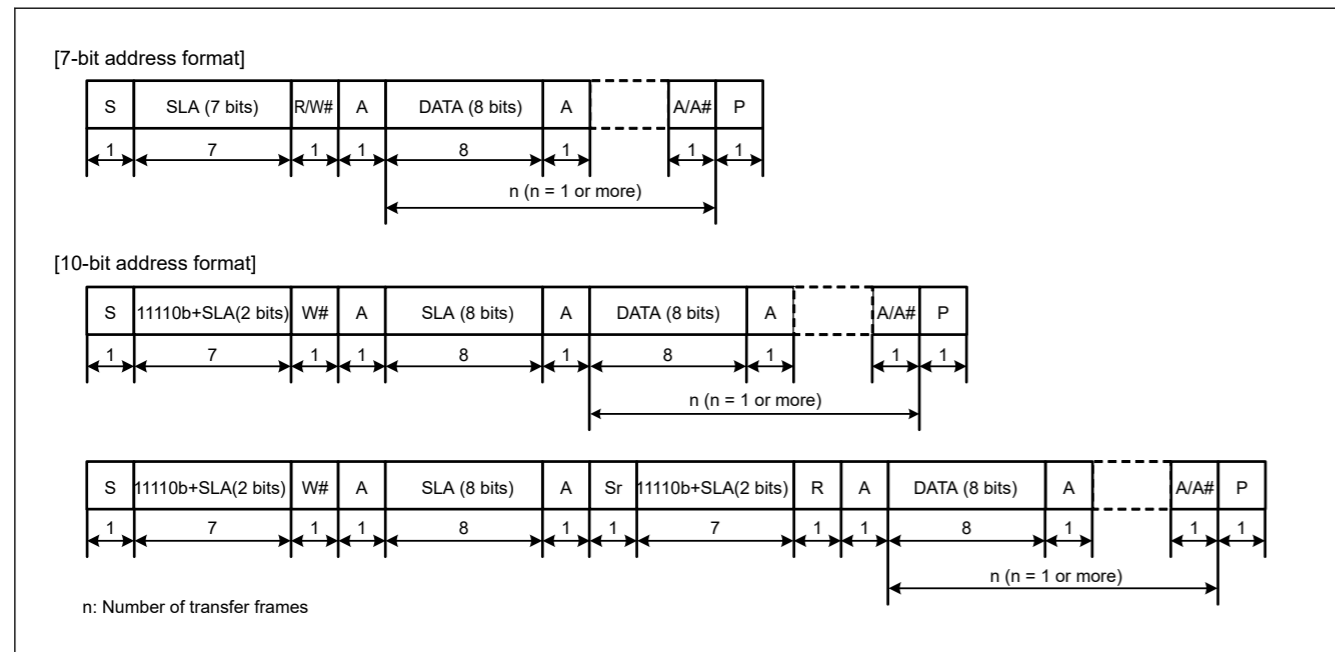 [7-bit address format]
S SLA (7 bits) R/W# A DATA (8 bits) A A/A# P
1 7 1 1 8 1 1 1
n (n = 1 or more)
[10-bit address format]
S 11110b+SLA(2 bits) W# A SLA (8 bits) A DATA (8 bits) A A/A# P
1 7 1 1 8 1 8 1 1 1
n (n = 1 or more)
S 11110b+SLA(2 bits) W# A SLA (8 bits) A Sr 11110b+SLA(2 bits) R A DATA (8 bits) A A/A# P
1 7 1 1 8 1 1 7 1 1 8 1 1 1
n (n = 1 or more)
n: Number of transfer frames